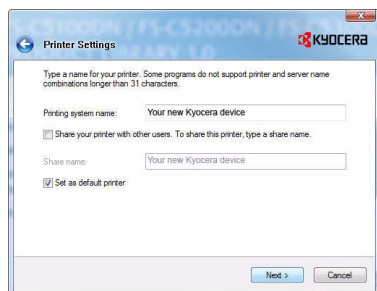 FS-C5200DN
Printer Settings
KYOCERA
Type a name for your printer. Some programs do not support printer and server name
combinations longer than 31 characters.
Printing system name: Your new Kyocera device
Share your printer with other users. To share this printer, type a share name.
Share name: Your new Kyocera device
Set as default printer
Next > Cancel